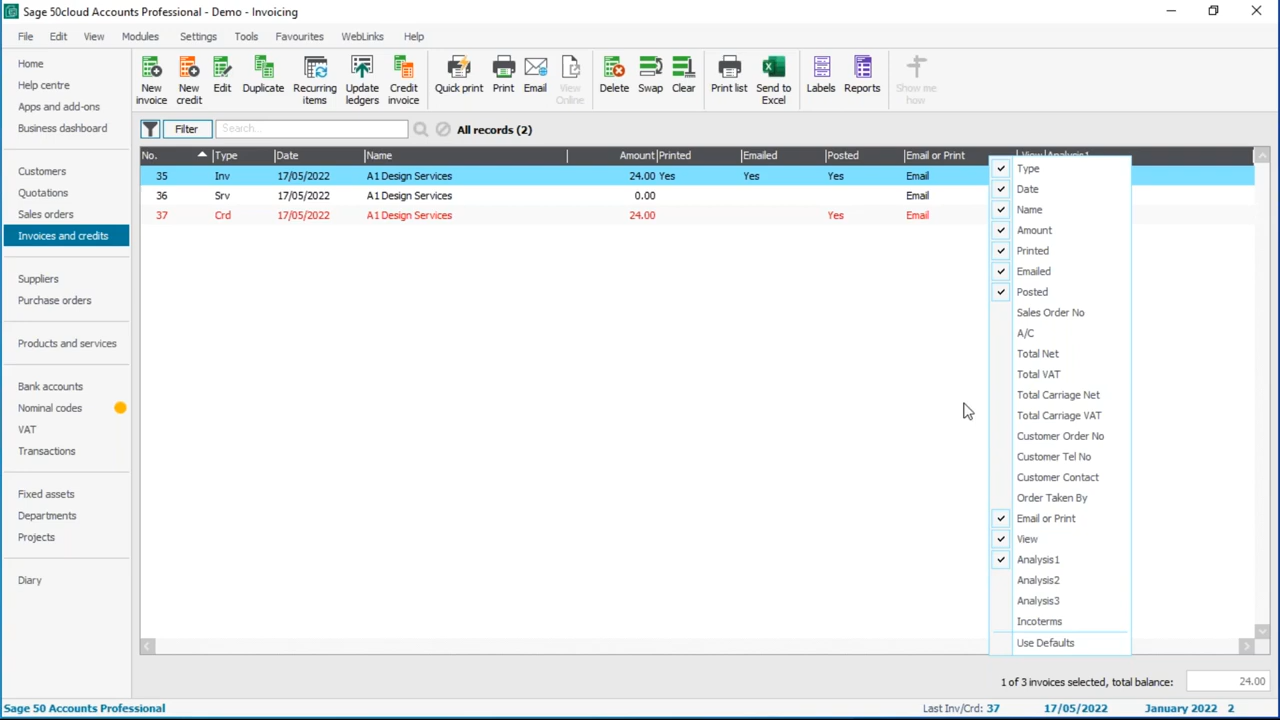 Sage 50cloud Accounts Professional - Demo - Invoicing
File Edit View Modules Settings Tools Favourites WebLinks Help
Home
Help centre
Apps and add-ons
Business dashboard
Customers
Quotations
Sales orders
Invoices and credits
Suppliers
Purchase orders
Products and services
Bank accounts
Nominal codes
VAT
Transactions
Fixed assets
Departments
Projects
Diary
New invoice
New credit
Edit
Duplicate
Recurring items
Update ledgers
Credit invoice
Quick print
Print
Email
View Online
Delete
Swap
Clear
Print list
Send to Excel
Labels
Reports
Show me how
Filter Search... All records (2)
No. Type Date Name Amount Printed Emailed Posted Email or Print View Analysis1
35 Inv 17/05/2022 A1 Design Services 24.00 Yes Yes Yes Email
36 Srv 17/05/2022 A1 Design Services 0.00 Email
37 Crd 17/05/2022 A1 Design Services 24.00 Yes Email
Type
Date
Name
Amount
Printed
Emailed
Posted
Sales Order No
A/C
Total Net
Total VAT
Total Carriage Net
Total Carriage VAT
Customer Order No
Customer Tel No
Customer Contact
Order Taken By
Email or Print
View
Analysis1
Analysis2
Analysis3
Incoterms
Use Defaults
1 of 3 invoices selected, total balance: 24.00
Sage 50 Accounts Professional Last Inv/Crd: 37 17/05/2022 January 2022 2